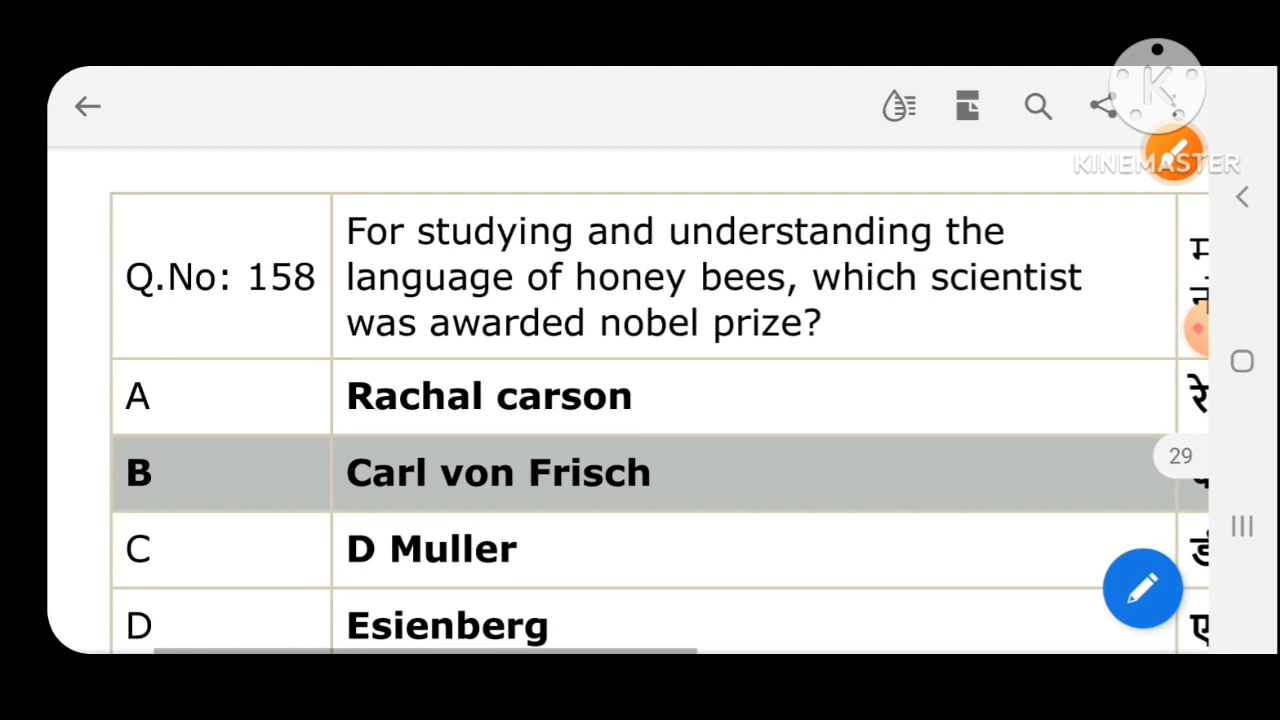 KINEMASTER
Q.No: 158
For studying and understanding the
language of honey bees, which scientist
was awarded nobel prize?
A
Rachal carson
रे
B
Carl von Frisch
29
C
D Muller
D
Esienberg
ए